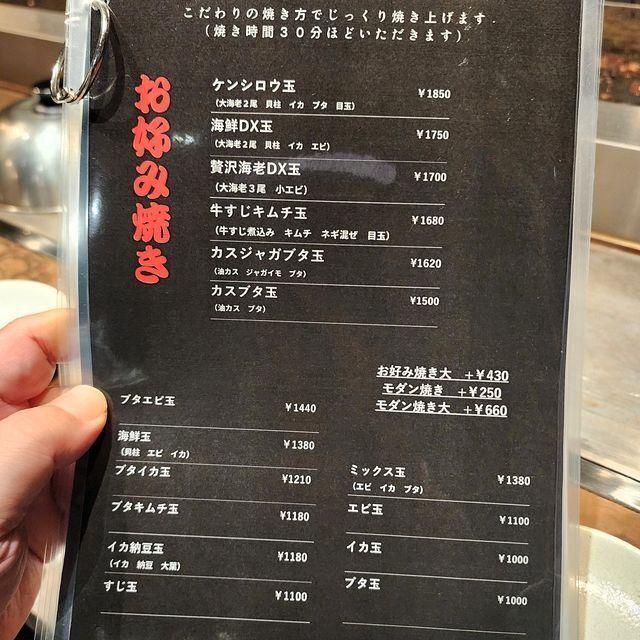 こだわりの焼き方でじっくり焼き上げます.
(焼き時間30分ほどいただきます)
お好み焼き
ケンシロウ玉 ¥1850
(大海老2尾 貝柱 イカ ブタ 目玉)
海鮮DX玉 ¥1750
(大海老2尾 貝柱 イカ エビ)
贅沢海老DX玉 ¥1700
(大海老3尾 小エビ)
牛すじキムチ玉 ¥1680
(牛すじ煮込み キムチ ネギ混ぜ 目玉)
カスジャガブタ玉 ¥1620
(油カス ジャガイモ ブタ)
カスブタ玉 ¥1500
(油カス ブタ)
お好み焼き大 +¥430
モダン焼き +¥250
モダン焼き大 +¥660
ブタエビ玉 ¥1440
海鮮玉 ¥1380
(貝柱 エビ イカ)
ブタイカ玉 ¥1210
ブタキムチ玉 ¥1180
イカ納豆玉 ¥1180
(イカ 納豆 大葉)
すじ玉 ¥1100
ミックス玉 ¥1380
(エビ イカ ブタ)
エビ玉 ¥1100
イカ玉 ¥1000
ブタ玉 ¥1000